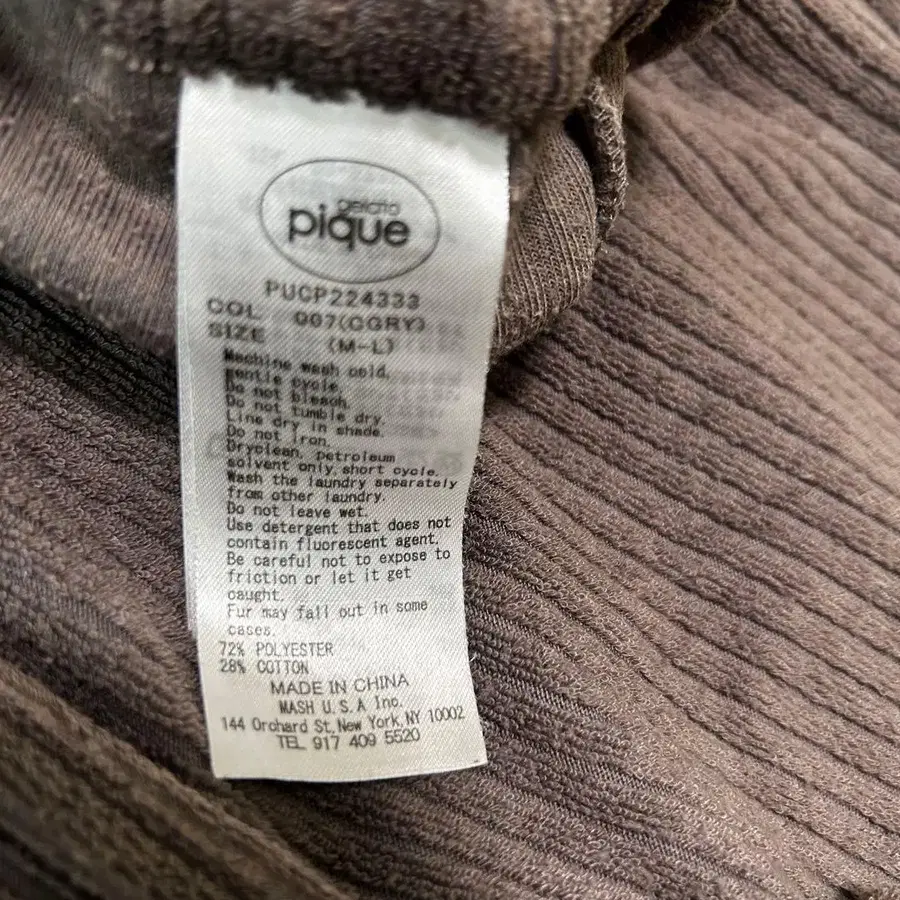 gelato
pique
PUCP224333
COL 007(CGRY)
SIZE (M-L)
Machine wash cold,
gentle cycle.
Do not bleach.
Do not tumble dry.
Line dry in shade.
Do not iron.
Dryclean, petroleum
solvent only, short cycle.
Wash the laundry separately
from other laundry.
Do not leave wet.
Use detergent that does not
contain fluorescent agent.
Be careful not to expose to
friction or let it get
caught.
Fur may fall out in some
cases.
72% POLYESTER
28% COTTON
MADE IN CHINA
MASH U.S.A Inc.
144 Orchard St, New York, NY 10002
TEL 917 409 5520